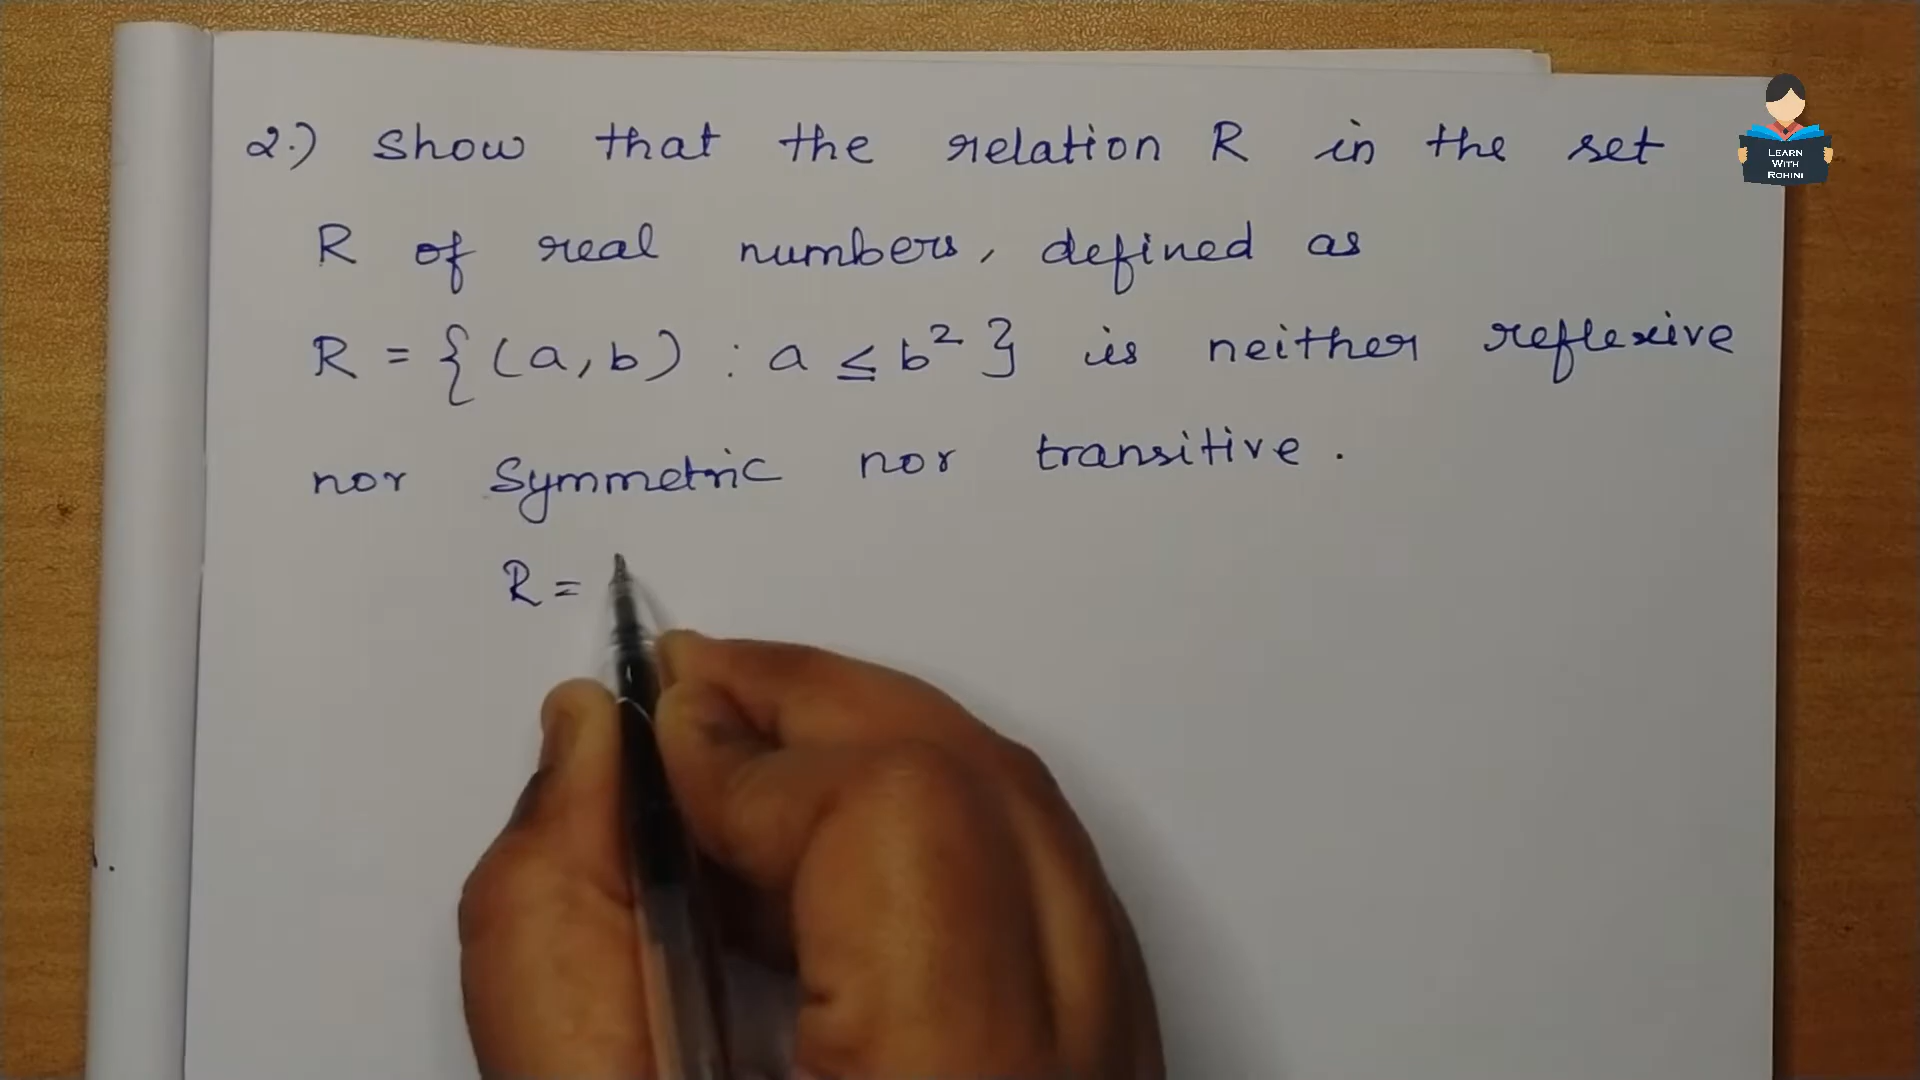 2.) Show that the relation R in the set
R of real numbers, defined as
R = {(a,b) : a ≤ b² } is neither reflexive
nor Symmetric nor transitive.
R =
LEARN
WITH
ROHINI